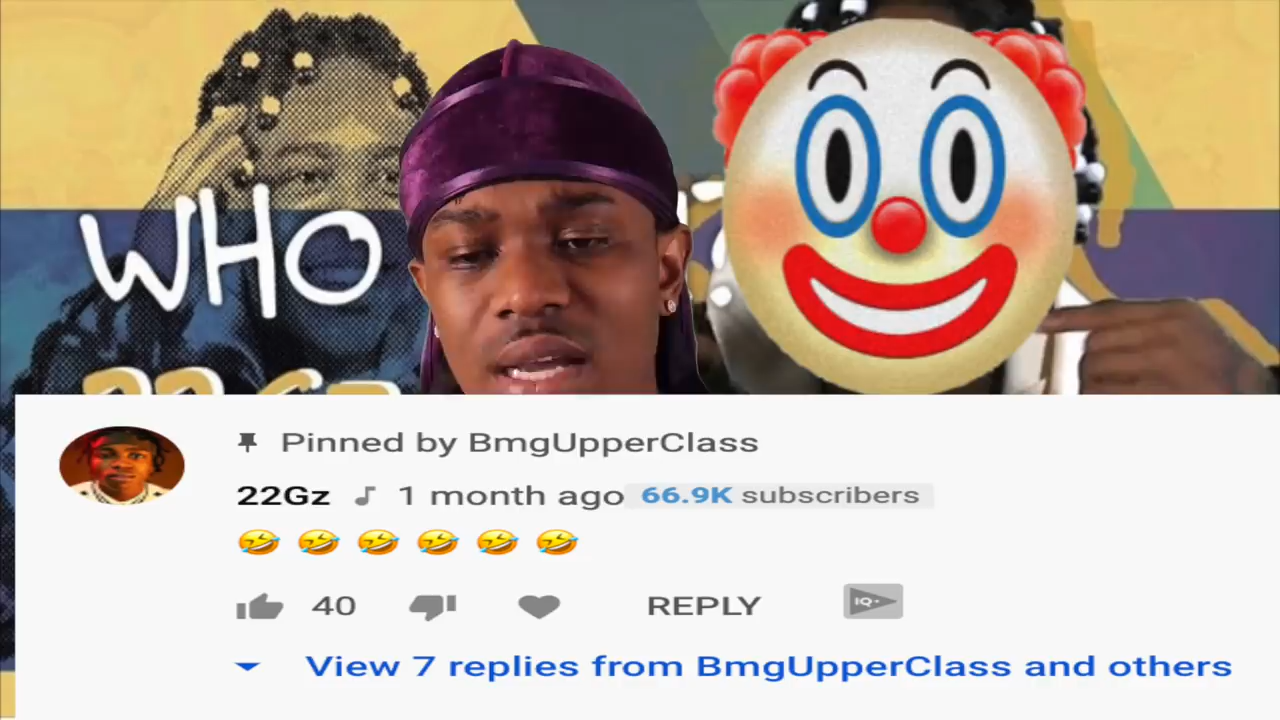 WHO
Pinned by BmgUpperClass
22Gz 1 month ago 66.9K subscribers
40 REPLY IQ
View 7 replies from BmgUpperClass and others